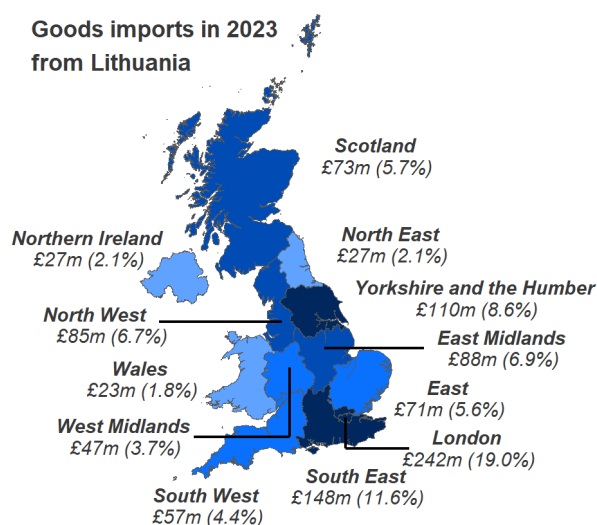 Goods imports in 2023
from Lithuania
Scotland
£73m (5.7%)
Northern Ireland
£27m (2.1%)
North East
£27m (2.1%)
Yorkshire and the Humber
£110m (8.6%)
North West
£85m (6.7%)
East Midlands
£88m (6.9%)
Wales
£23m (1.8%)
East
£71m (5.6%)
West Midlands
£47m (3.7%)
London
£242m (19.0%)
South East
£148m (11.6%)
South West
£57m (4.4%)